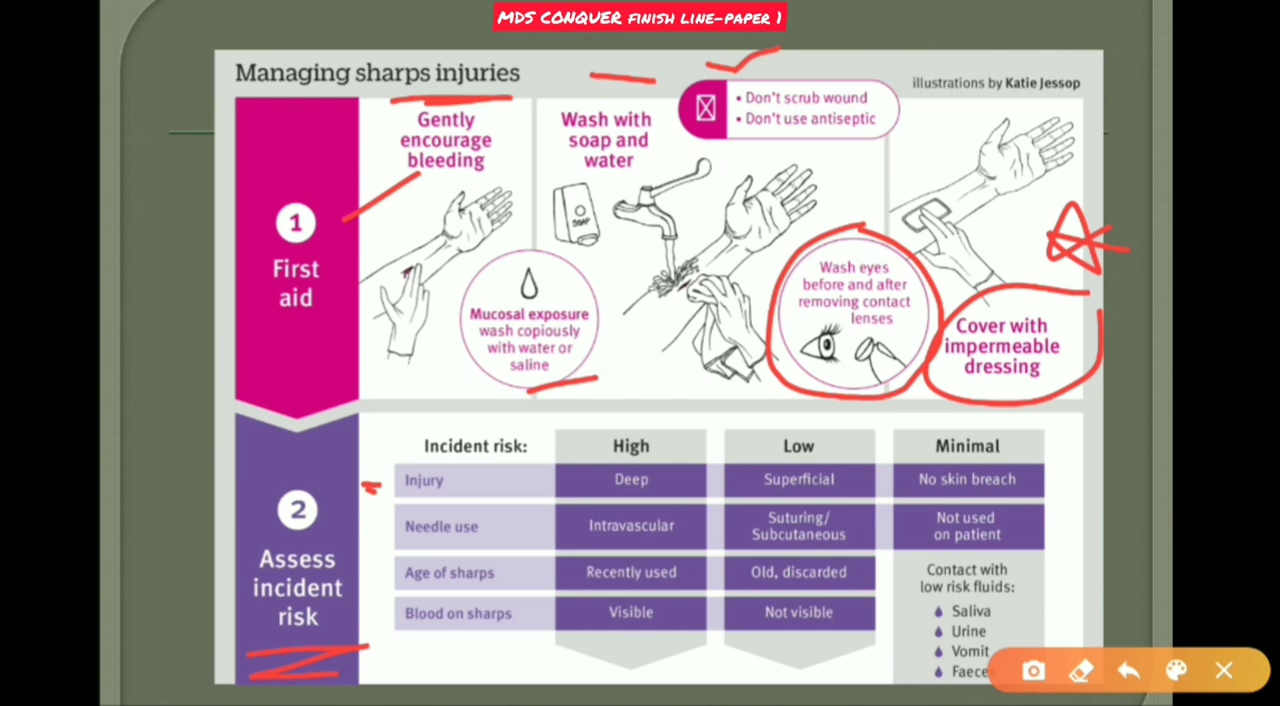 MDS CONQUER FINISH LINE-PAPER 1
Managing sharps injuries
illustrations by Katie Jessop
• Don't scrub wound
• Don't use antiseptic
1
First
aid
Gently
encourage
bleeding
Mucosal exposure
wash copiously
with water or
saline
Wash with
soap and
water
SOAP
Wash eyes
before and after
removing contact
lenses
Cover with
impermeable
dressing
2
Assess
incident
risk
Incident risk: High Low Minimal
Injury Deep Superficial No skin breach
Needle use Intravascular Suturing/
Subcutaneous Not used
on patient
Age of sharps Recently used Old, discarded
Blood on sharps Visible Not visible
Contact with
low risk fluids:
Saliva
Urine
Vomit